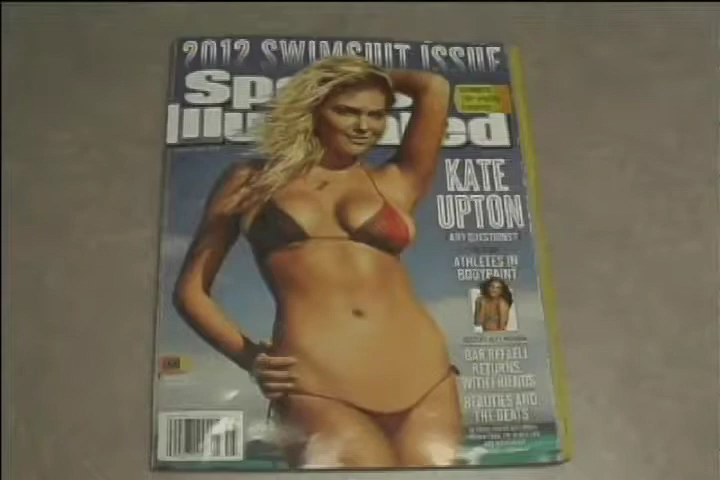 2012 SWIMSUIT ISSUE
Sports
Illustrated
KATE
UPTON
ANY QUESTIONS?
ATHLETES IN
BODYPAINT
BAR REFAELI
RETURNS,
WITH FRIENDS
BEAUTIES AND
THE BEATS